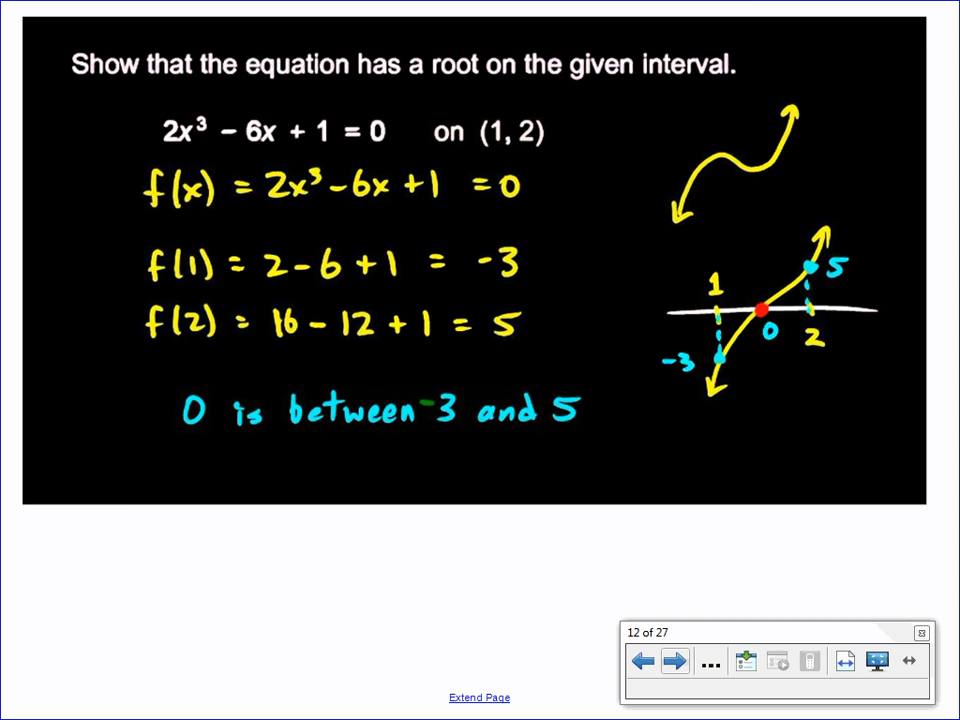 Show that the equation has a root on the given interval.
2x³ − 6x + 1 = 0 on (1, 2)
f(x) = 2x³ − 6x + 1 = 0
f(1) = 2 − 6 + 1 = -3
f(2) = 16 − 12 + 1 = 5
0 is between -3 and 5
5
1
0
2
-3
12 of 27
...
Extend Page